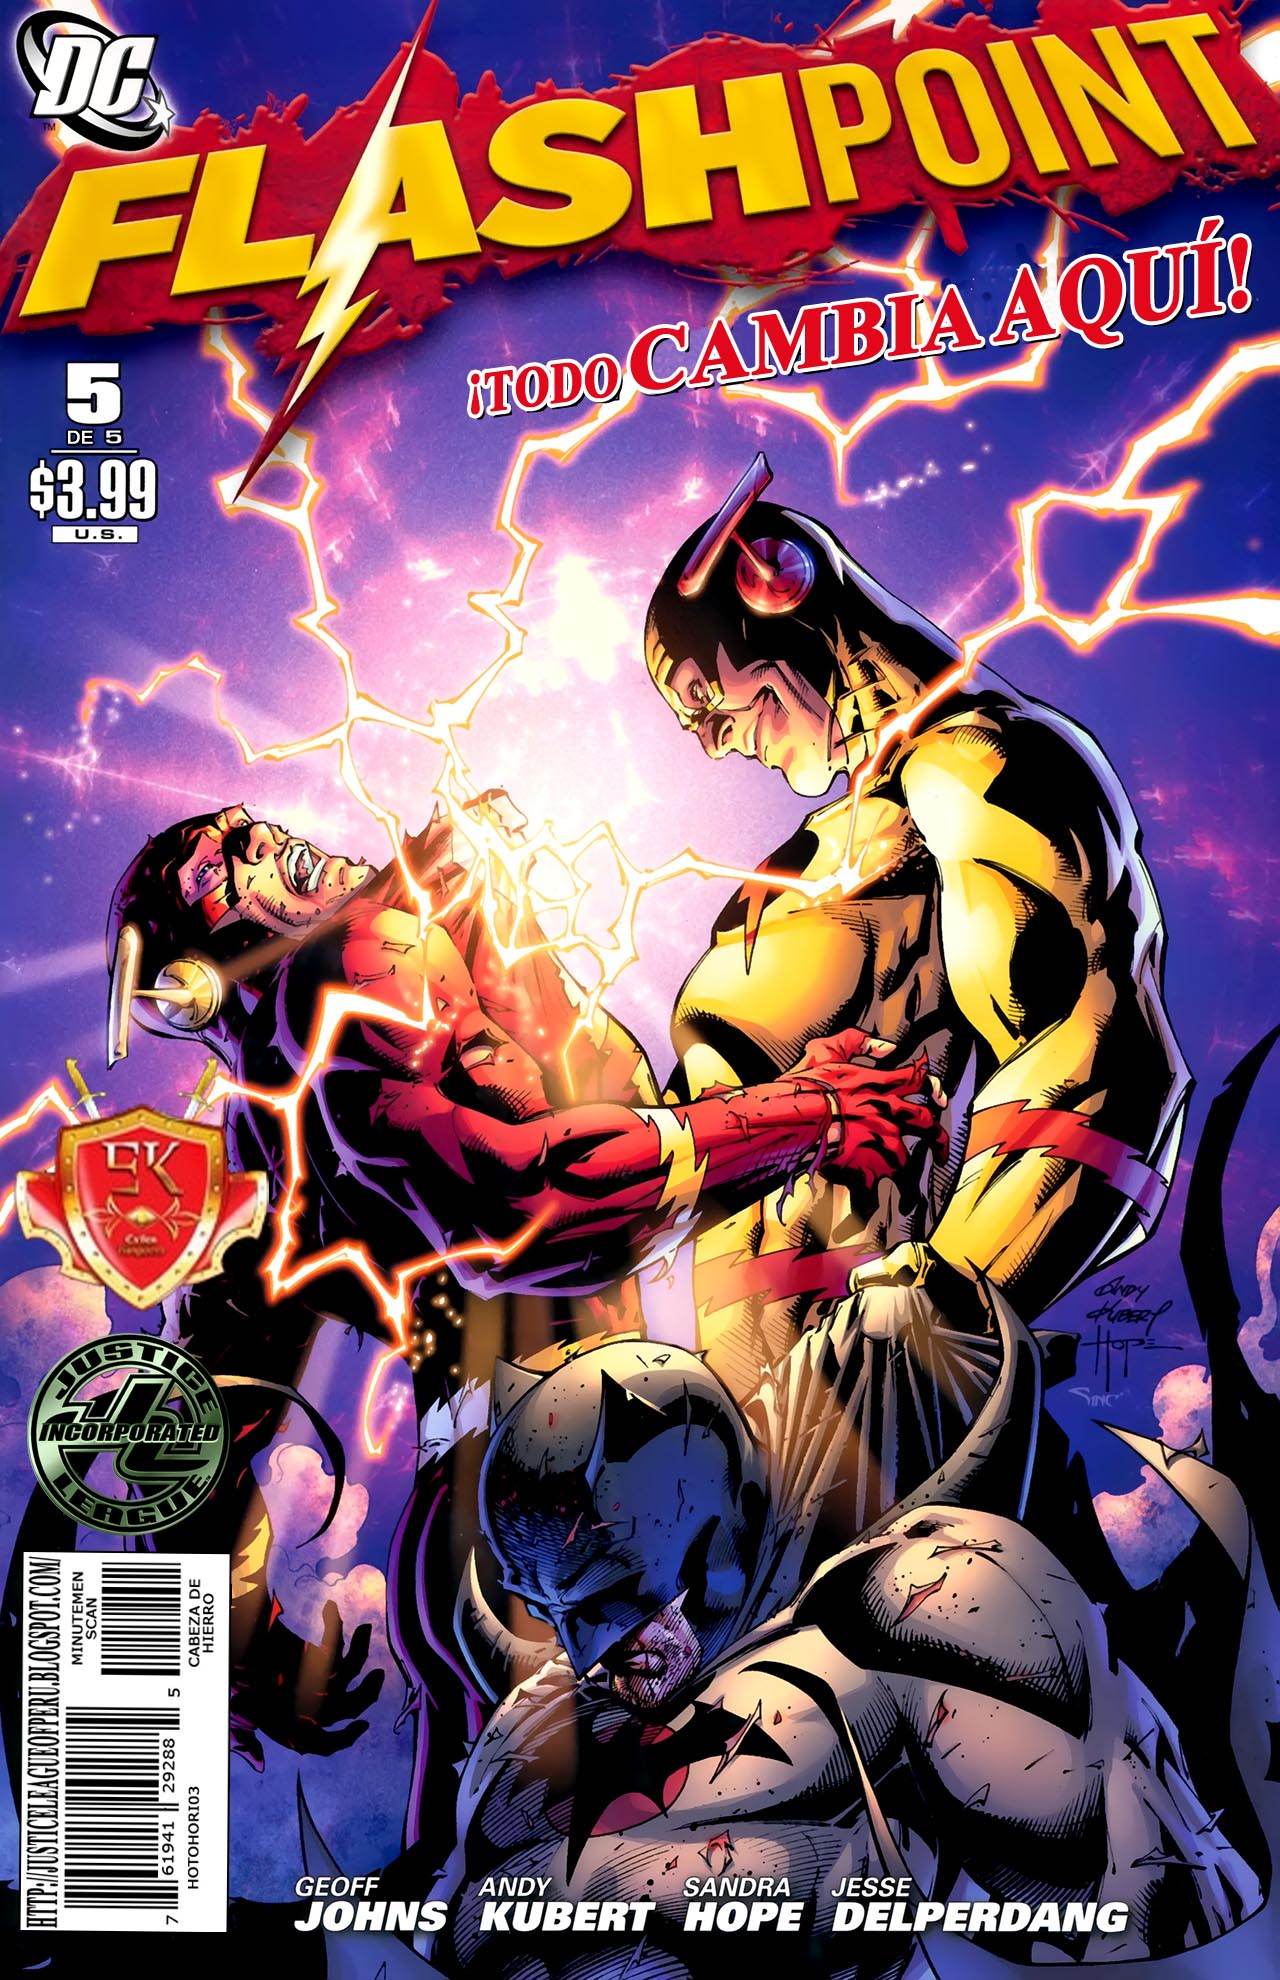 DC
TM
FLASHPOINT
¡TODO CAMBIA AQUÍ!
5
DE 5
$3.99
U.S.
JUSTICE
INCORPORATED
LEAGUE
HTTP://JUSTICELEAGUEOFPERU.BLOGSPOT.COM/
MINUTEMEN
SCAN
CABEZA DE
HIERRO
7 61941 29288 5
HOTOHORI03
ANDY
KUBERT
HOPE
GEOFF
JOHNS
ANDY
KUBERT
SANDRA
HOPE
JESSE
DELPERDANG